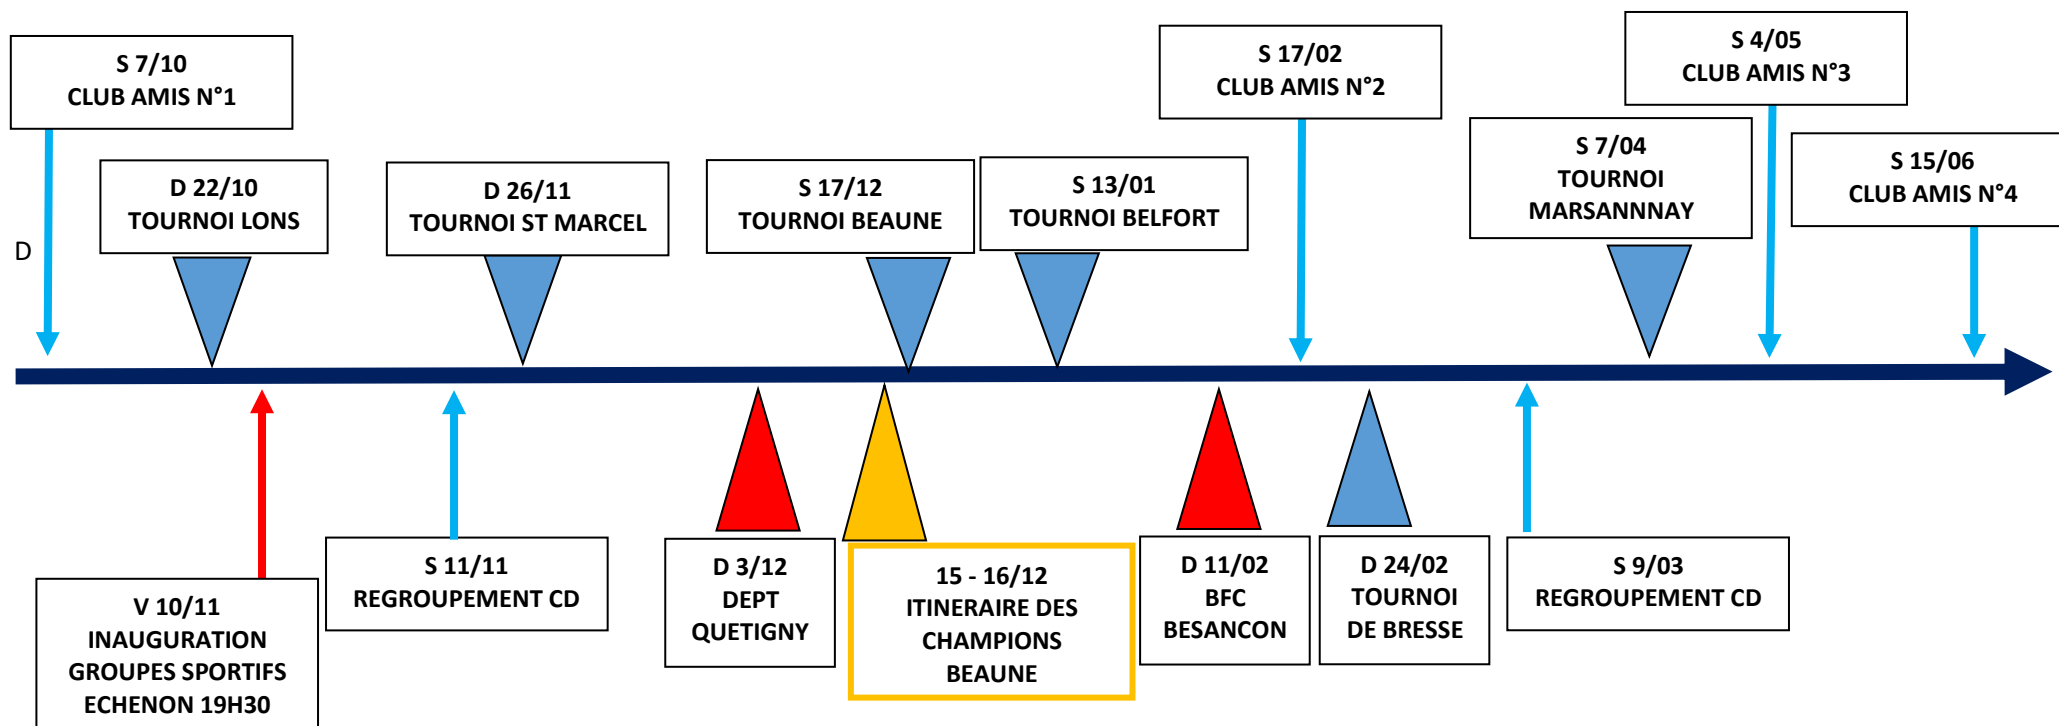 S 7/10
CLUB AMIS N°1
S 17/02
CLUB AMIS N°2
S 4/05
CLUB AMIS N°3
D 22/10
TOURNOI LONS
D 26/11
TOURNOI ST MARCEL
S 17/12
TOURNOI BEAUNE
S 13/01
TOURNOI BELFORT
S 7/04
TOURNOI
MARSANNNAY
S 15/06
CLUB AMIS N°4
D
V 10/11
INAUGURATION
GROUPES SPORTIFS
ECHENON 19H30
S 11/11
REGROUPEMENT CD
D 3/12
DEPT
QUETIGNY
15 - 16/12
ITINERAIRE DES
CHAMPIONS
BEAUNE
D 11/02
BFC
BESANCON
D 24/02
TOURNOI
DE BRESSE
S 9/03
REGROUPEMENT CD